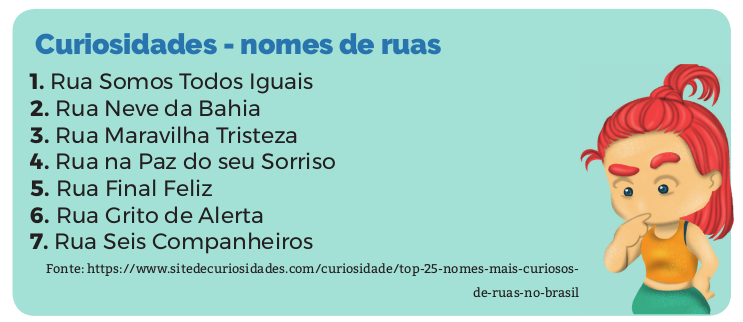 Curiosidades - nomes de ruas
1. Rua Somos Todos Iguais
2. Rua Neve da Bahia
3. Rua Maravilha Tristeza
4. Rua na Paz do seu Sorriso
5. Rua Final Feliz
6. Rua Grito de Alerta
7. Rua Seis Companheiros
Fonte: https://www.sitedecuriosidades.com/curiosidade/top-25-nomes-mais-curiosos-
de-ruas-no-brasil